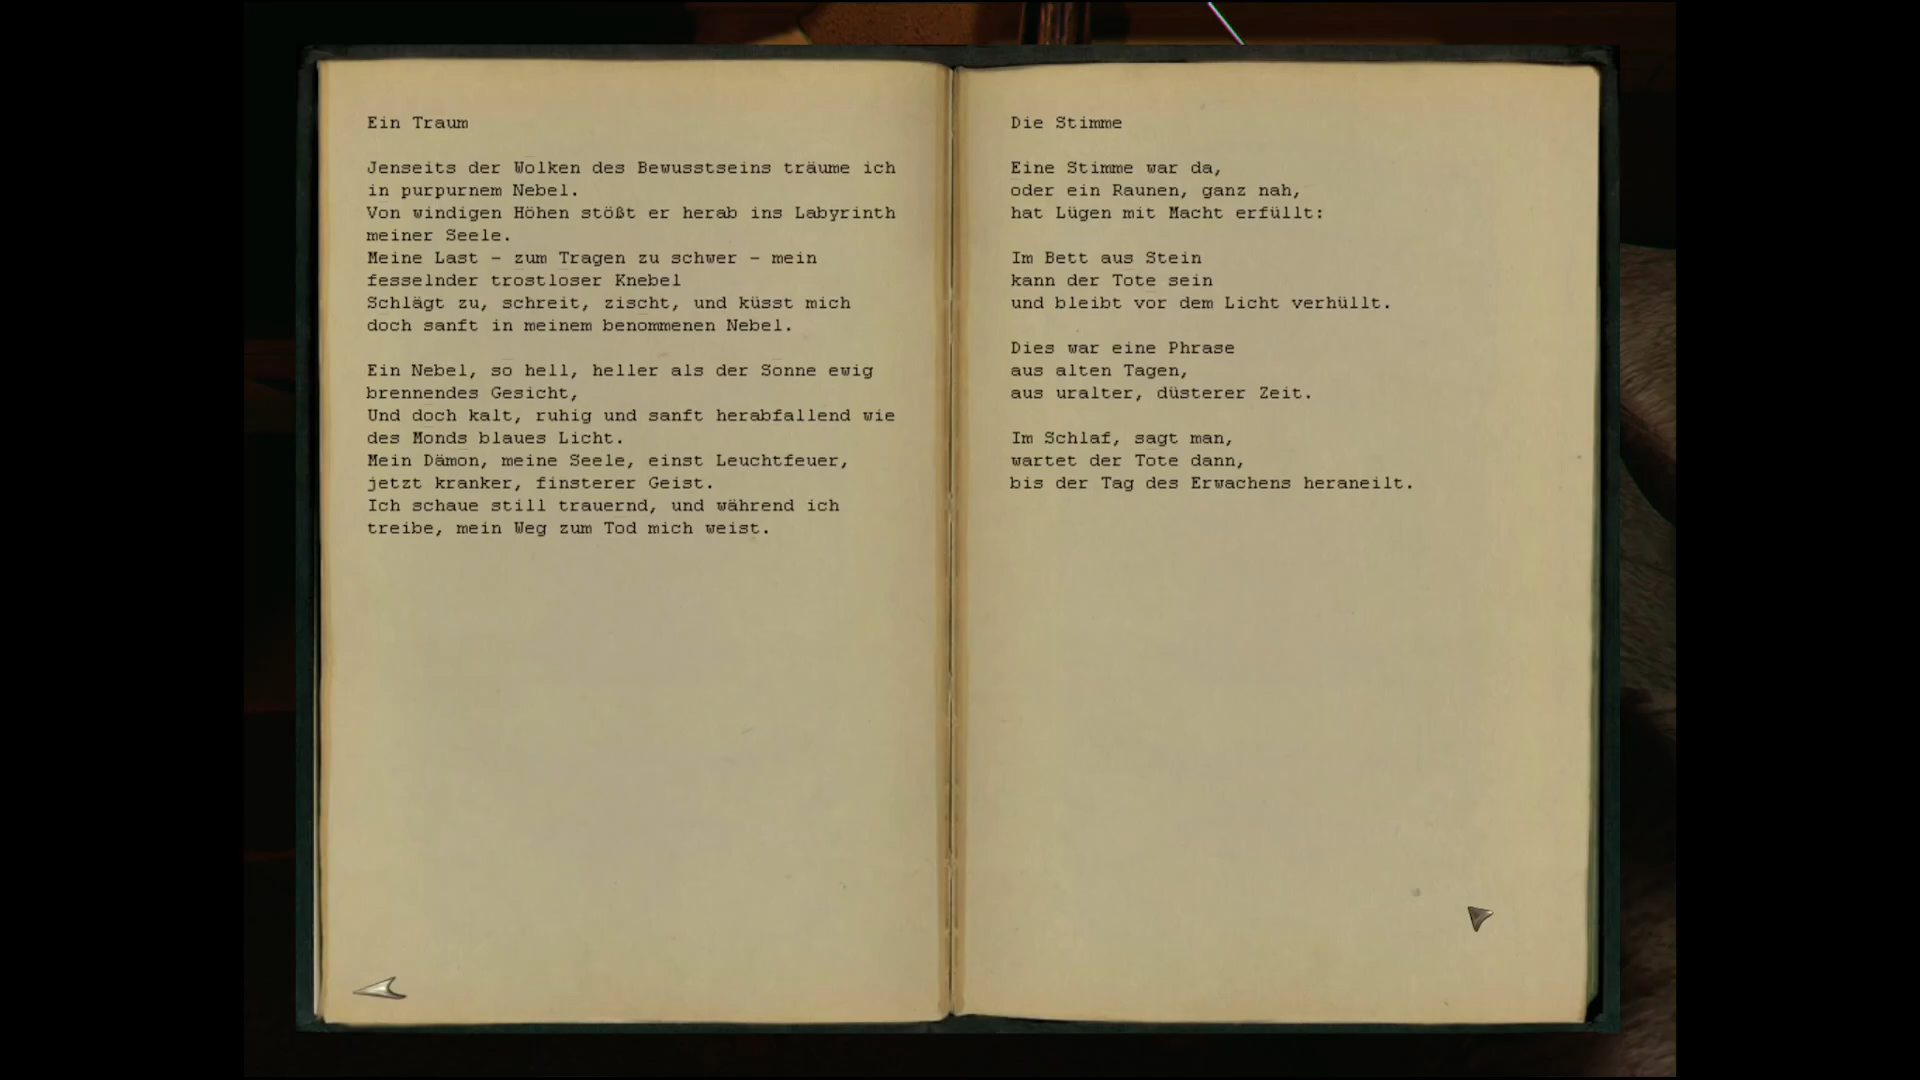 Ein Traum
Jenseits der Wolken des Bewusstseins träume ich
in purpurnem Nebel.
Von windigen Höhen stößt er herab ins Labyrinth
meiner Seele.
Meine Last - zum Tragen zu schwer - mein
fesselnder trostloser Knebel
Schlägt zu, schreit, zischt, und küsst mich
doch sanft in meinem benommenen Nebel.
Ein Nebel, so hell, heller als der Sonne ewig
brennendes Gesicht,
Und doch kalt, ruhig und sanft herabfallend wie
des Monds blaues Licht.
Mein Dämon, meine Seele, einst Leuchtfeuer,
jetzt kranker, finsterer Geist.
Ich schaue still trauernd, und während ich
treibe, mein Weg zum Tod mich weist.
Die Stimme
Eine Stimme war da,
oder ein Raunen, ganz nah,
hat Lügen mit Macht erfüllt:
Im Bett aus Stein
kann der Tote sein
und bleibt vor dem Licht verhüllt.
Dies war eine Phrase
aus alten Tagen,
aus uralter, düsterer Zeit.
Im Schlaf, sagt man,
wartet der Tote dann,
bis der Tag des Erwachens heraneilt.